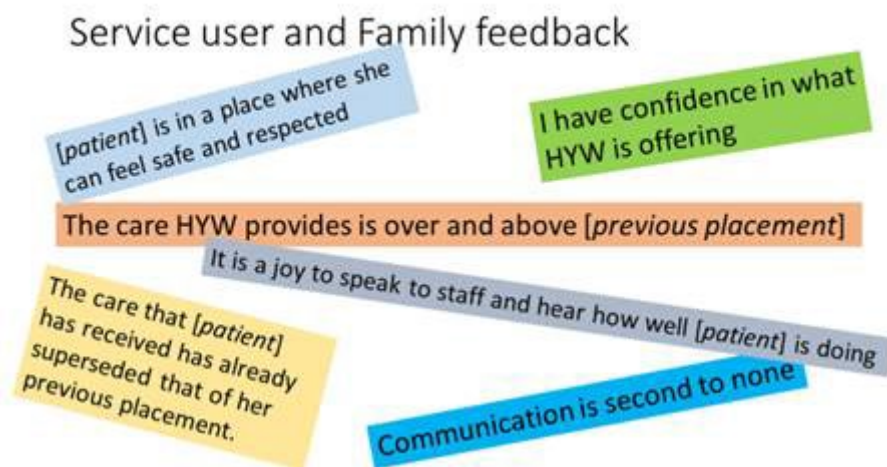 Service user and Family feedback
[patient] is in a place where she
can feel safe and respected
I have confidence in what
HYW is offering
The care HYW provides is over and above [previous placement]
It is a joy to speak to staff and hear how well [patient] is doing
The care that [patient]
has received has already
superseded that of her
previous placement.
Communication is second to none